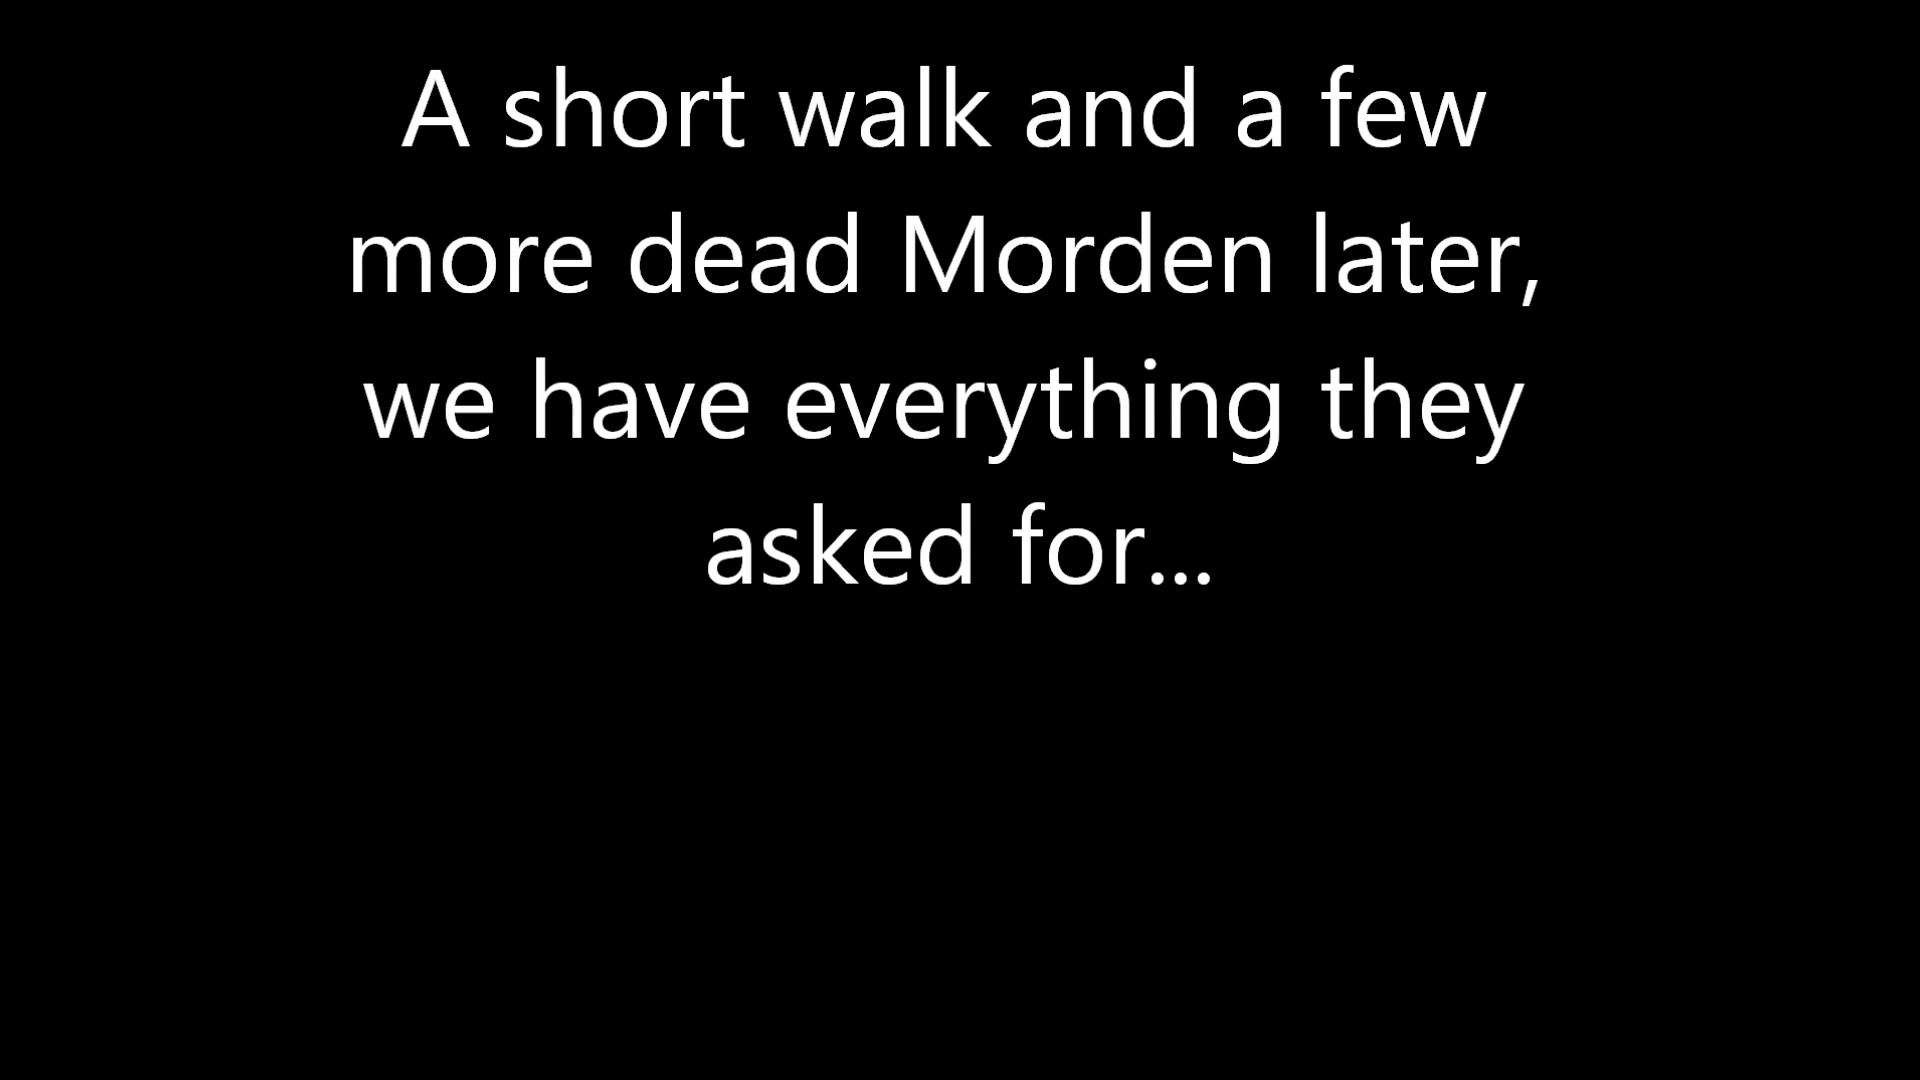 A short walk and a few
more dead Morden later,
we have everything they
asked for...